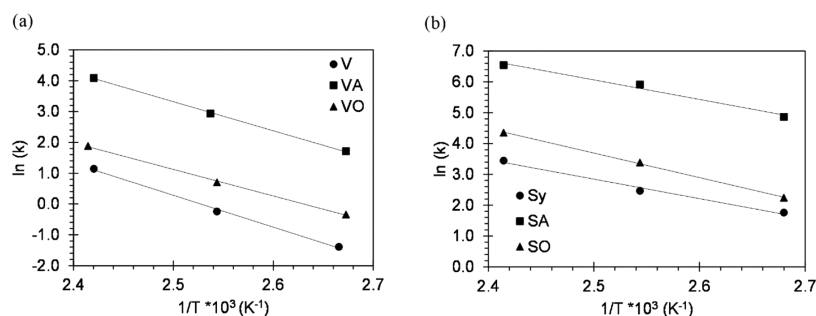 (a)
5.0
4.0
3.0
2.0
1.0
0.0
-1.0
-2.0
ln (k)
V
VA
VO
2.4 2.5 2.6 2.7
1/T *10³ (K⁻¹)
(b)
7.0
6.0
5.0
4.0
3.0
2.0
1.0
0.0
ln (k)
Sy
SA
SO
2.4 2.5 2.6 2.7
1/T *10³ (K⁻¹)